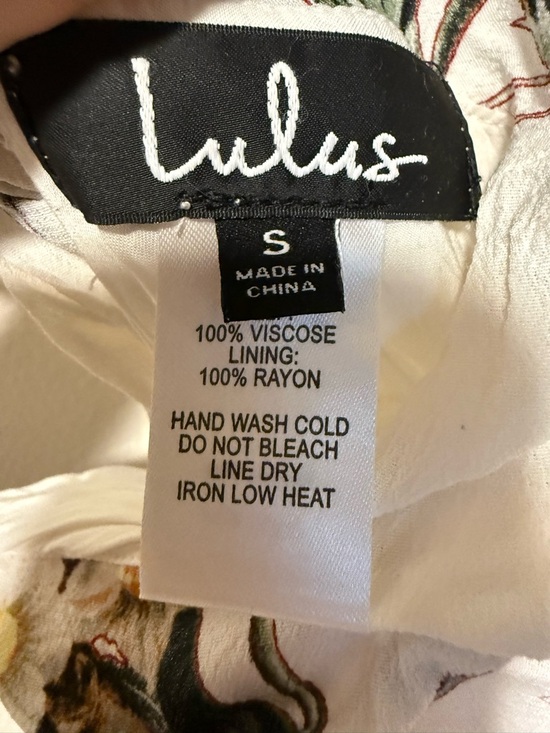 Lulus
S
MADE IN
CHINA
100% VISCOSE
LINING:
100% RAYON
HAND WASH COLD
DO NOT BLEACH
LINE DRY
IRON LOW HEAT